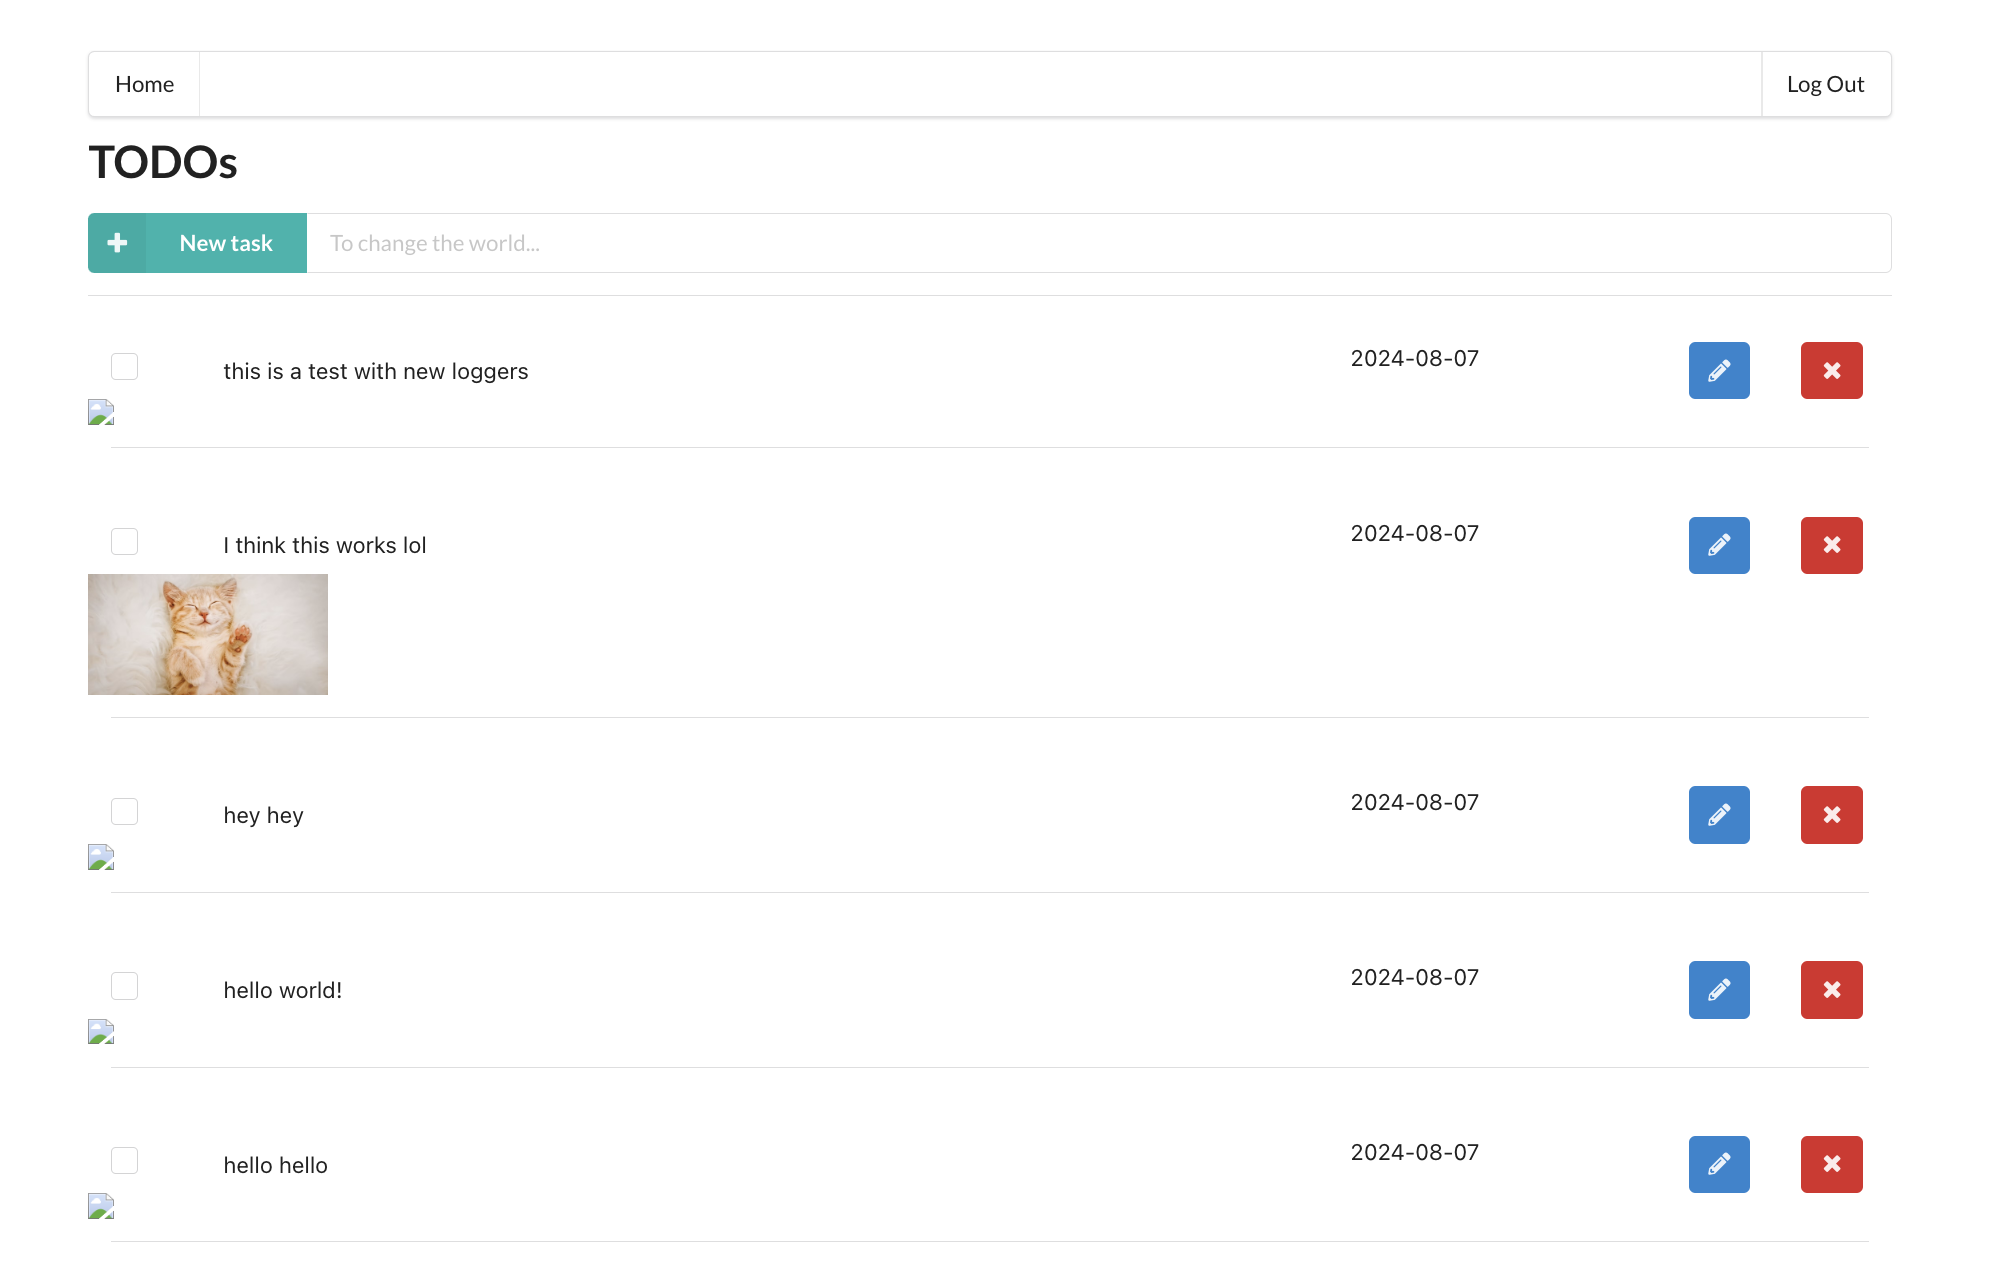 Home
Log Out
TODOs
New task
To change the world...
this is a test with new loggers
2024-08-07
I think this works lol
2024-08-07
hey hey
2024-08-07
hello world!
2024-08-07
hello hello
2024-08-07